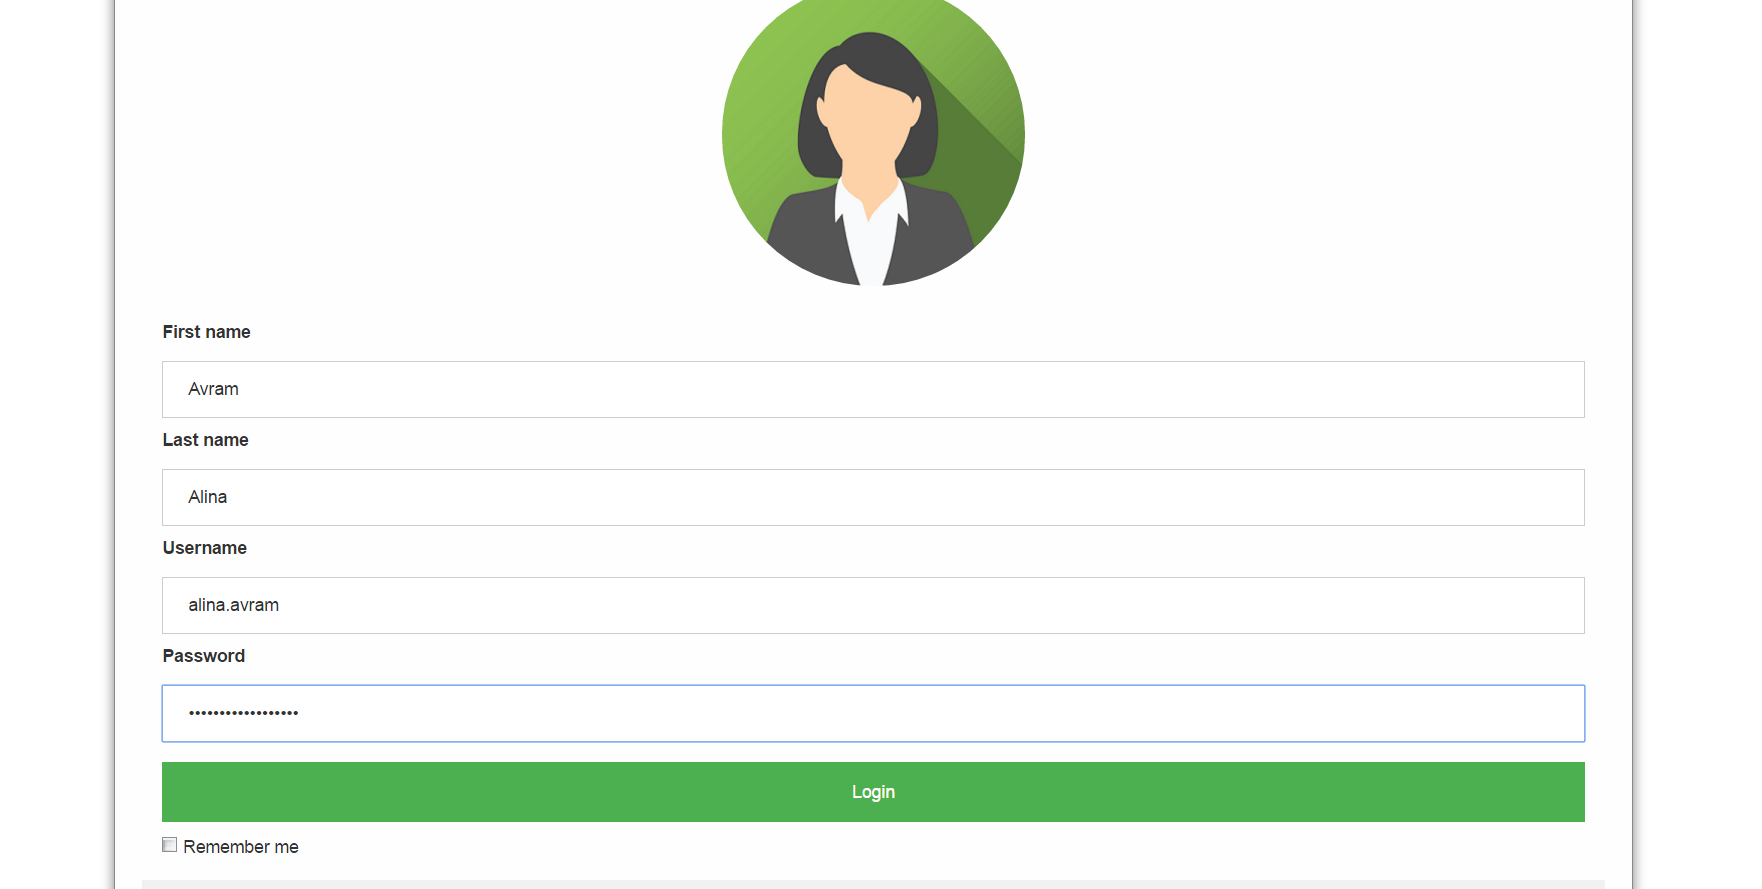 First name
Avram
Last name
Alina
Username
alina.avram
Password
••••••••••••••••••
Login
Remember me